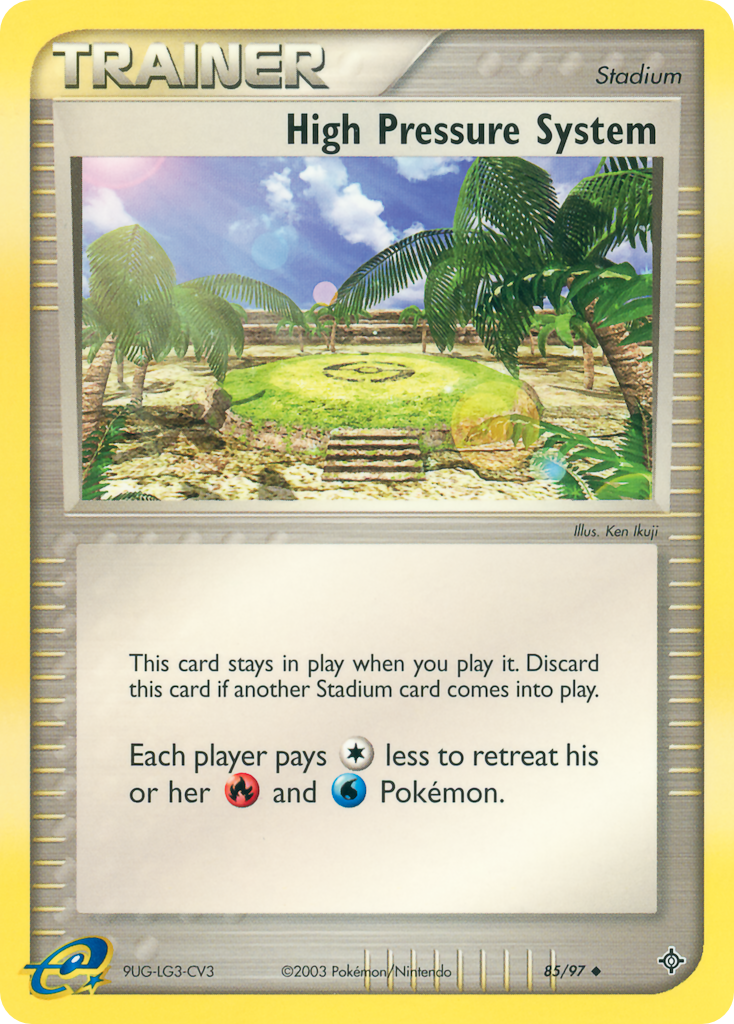 TRAINER
Stadium
High Pressure System
Illus. Ken Ikuji
This card stays in play when you play it. Discard
this card if another Stadium card comes into play.
Each player pays less to retreat his
or her and Pokémon.
e
9UG-LG3-CV3
©2003 Pokémon/Nintendo
85/97